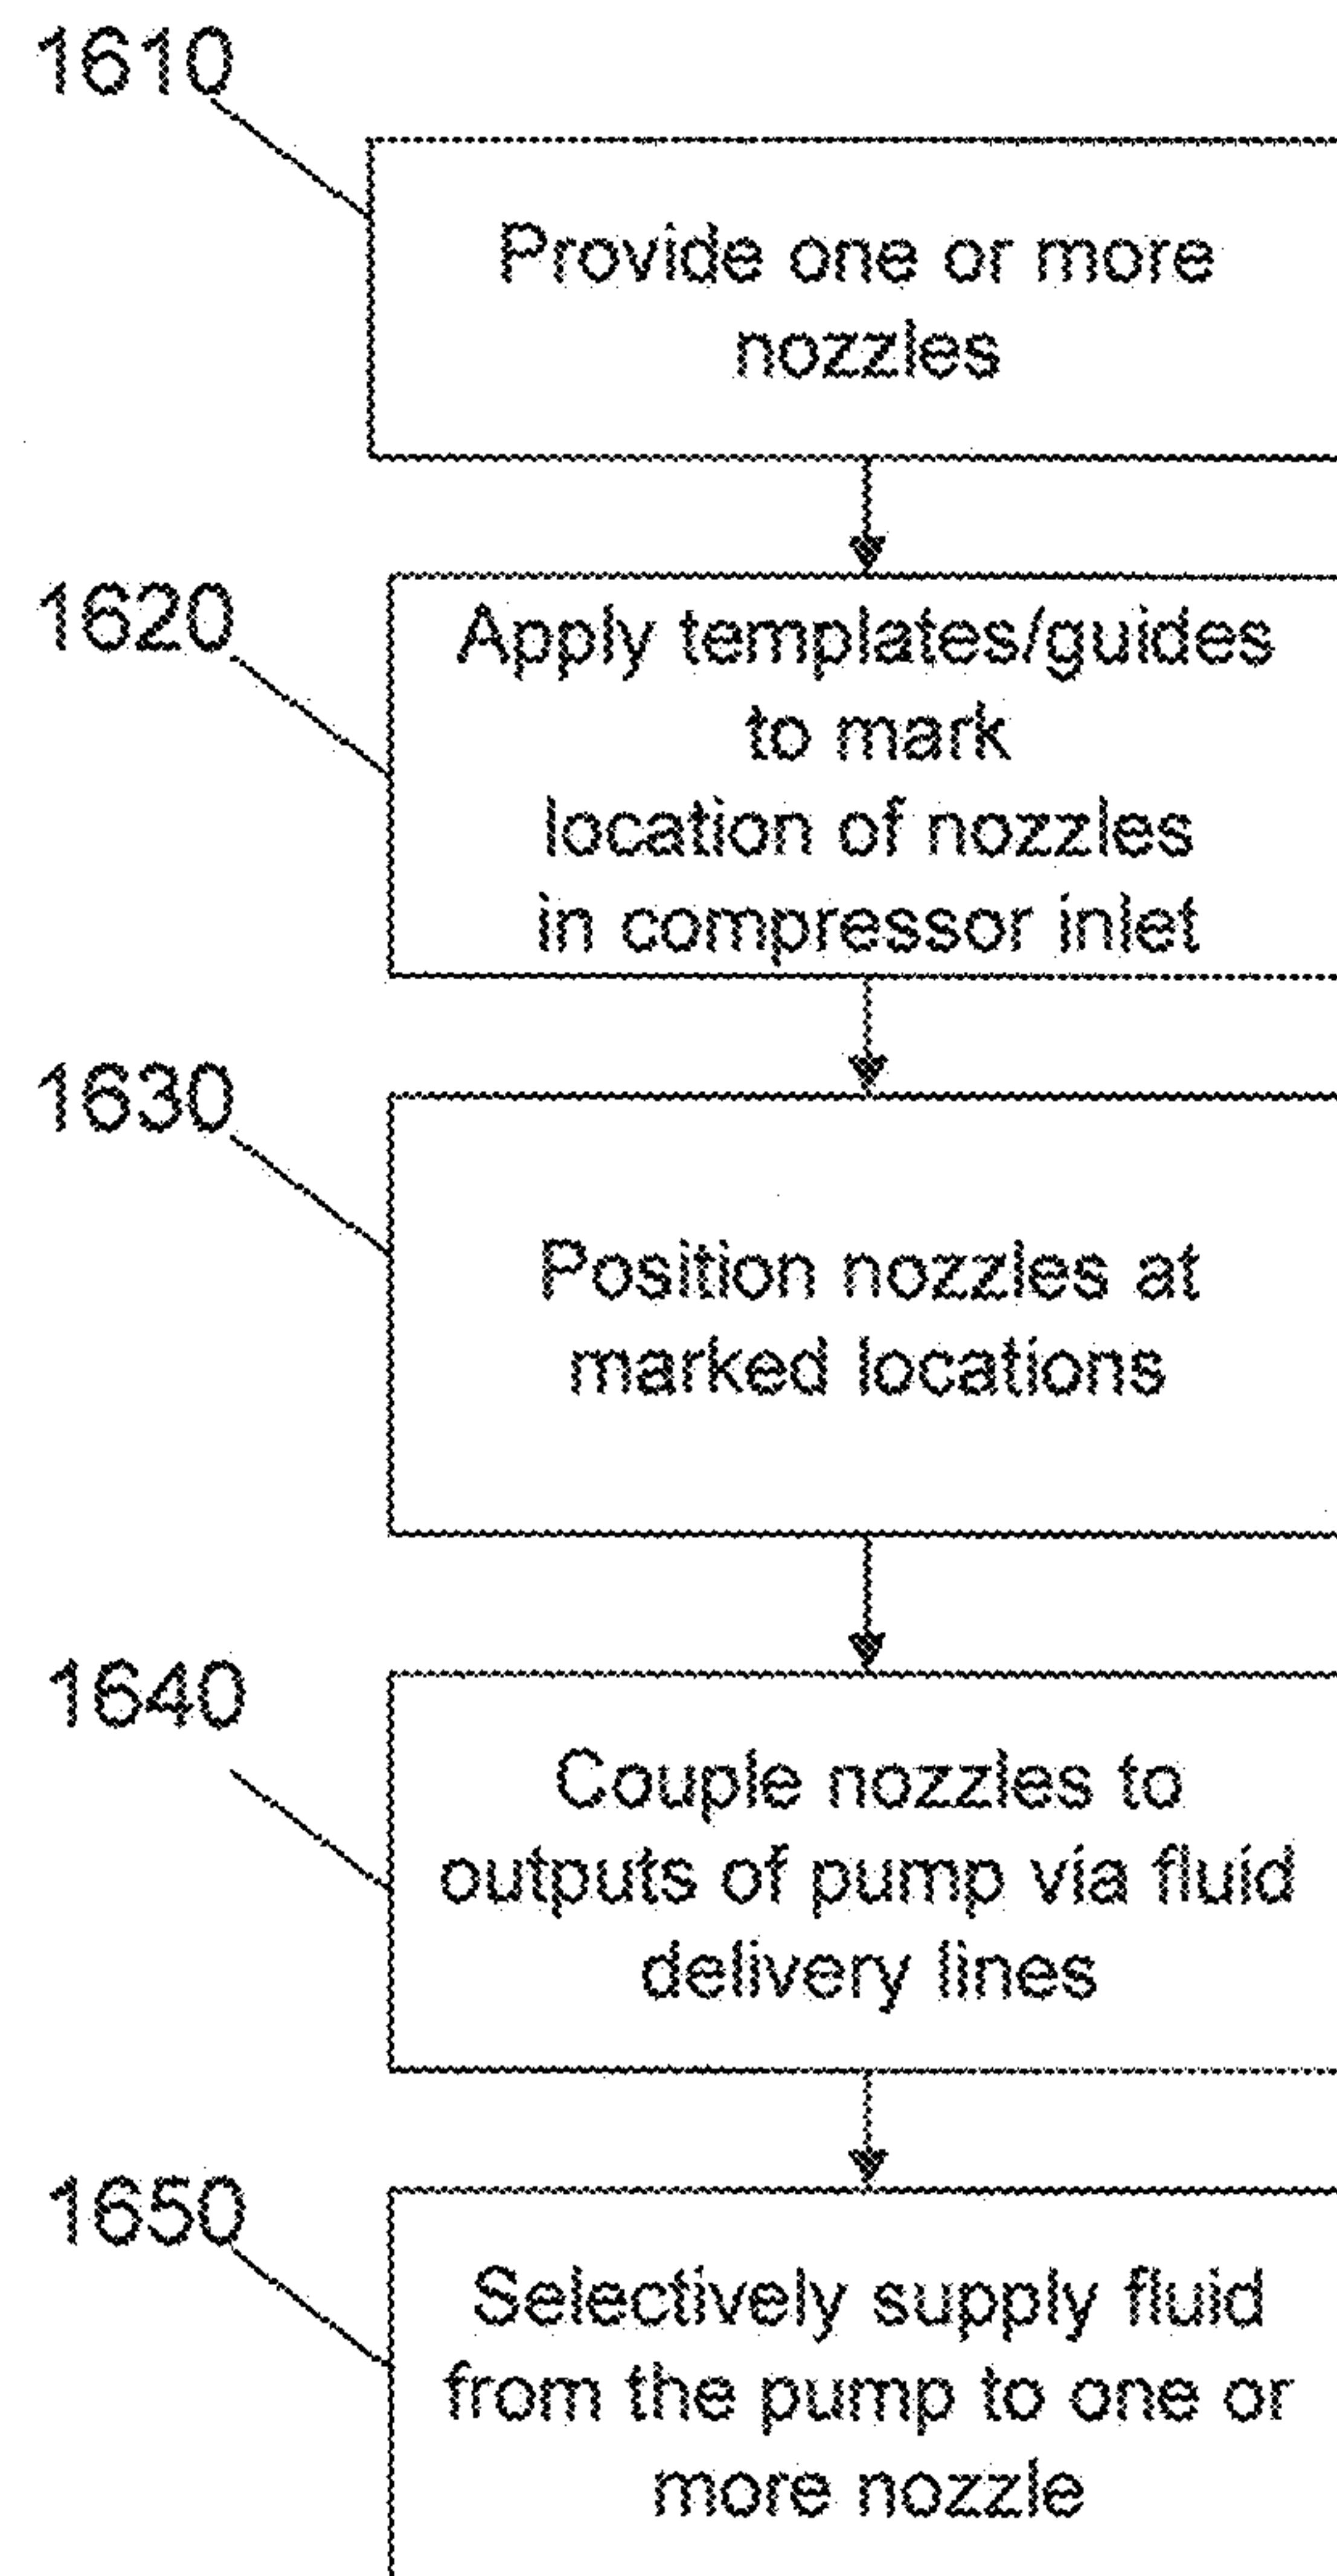 1610
Provide one or more
nozzles
1620
Apply templates/guides
to mark
location of nozzles
in compressor inlet
1630
Position nozzles at
marked locations
1640
Couple nozzles to
outputs of pump via fluid
delivery lines
1650
Selectively supply fluid
from the pump to one or
more nozzle